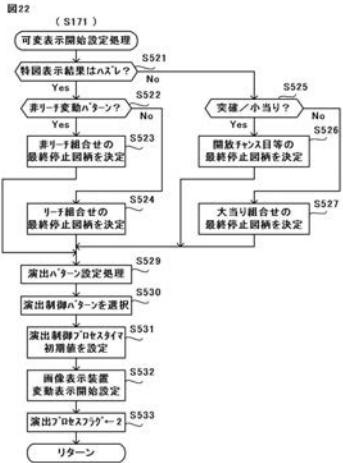 図22
( S171 )
可変表示開始設定処理
S521
特図表示結果はハズレ?
No
Yes
S522
非リーチ変動パターン?
No
Yes
S523
非リーチ組合せの
最終停止図柄を決定
S524
リーチ組合せの
最終停止図柄を決定
S525
突確/小当り?
No
Yes
S526
開放チャンス目等の
最終停止図柄を決定
S527
大当り組合せの
最終停止図柄を決定
S529
演出パターン設定処理
S530
演出制御パターンを選択
S531
演出制御プロセスタイマ
初期値を設定
S532
画像表示装置
変動表示開始設定
S533
演出プロセスフラグ←2
リターン